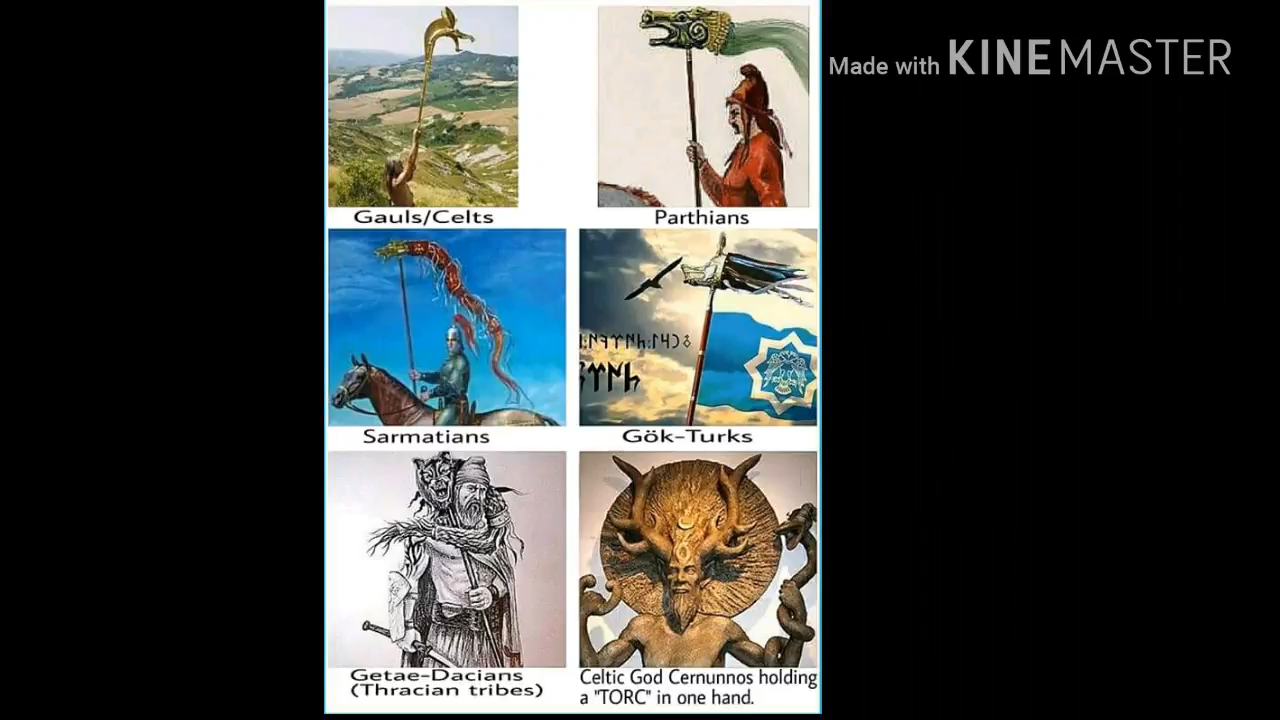 Made with KINEMASTER
Gauls/Celts
Parthians
Sarmatians
Gök-Turks
Getae-Dacians
(Thracian tribes)
Celtic God Cernunnos holding
a "TORC" in one hand.